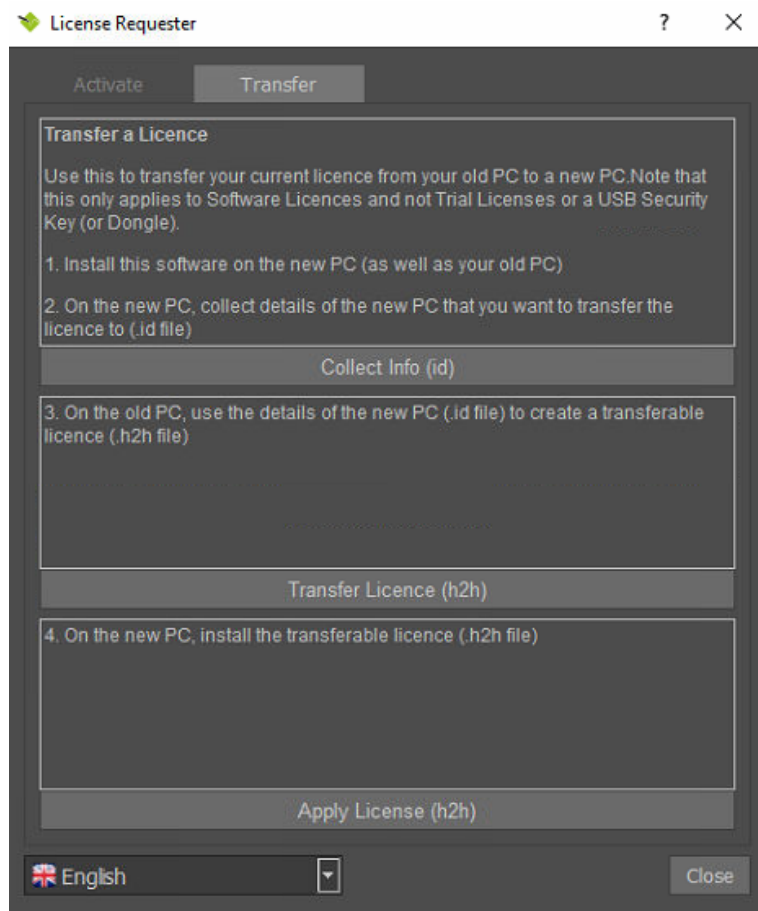 License Requester
?
Activate
Transfer
Transfer a Licence
Use this to transfer your current licence from your old PC to a new PC.Note that
this only applies to Software Licences and not Trial Licenses or a USB Security
Key (or Dongle).
1. Install this software on the new PC (as well as your old PC)
2. On the new PC, collect details of the new PC that you want to transfer the
licence to (.id file)
Collect Info (id)
3. On the old PC, use the details of the new PC (.id file) to create a transferable
licence (.h2h file)
Transfer Licence (h2h)
4. On the new PC, install the transferable licence (.h2h file)
Apply License (h2h)
English
Close